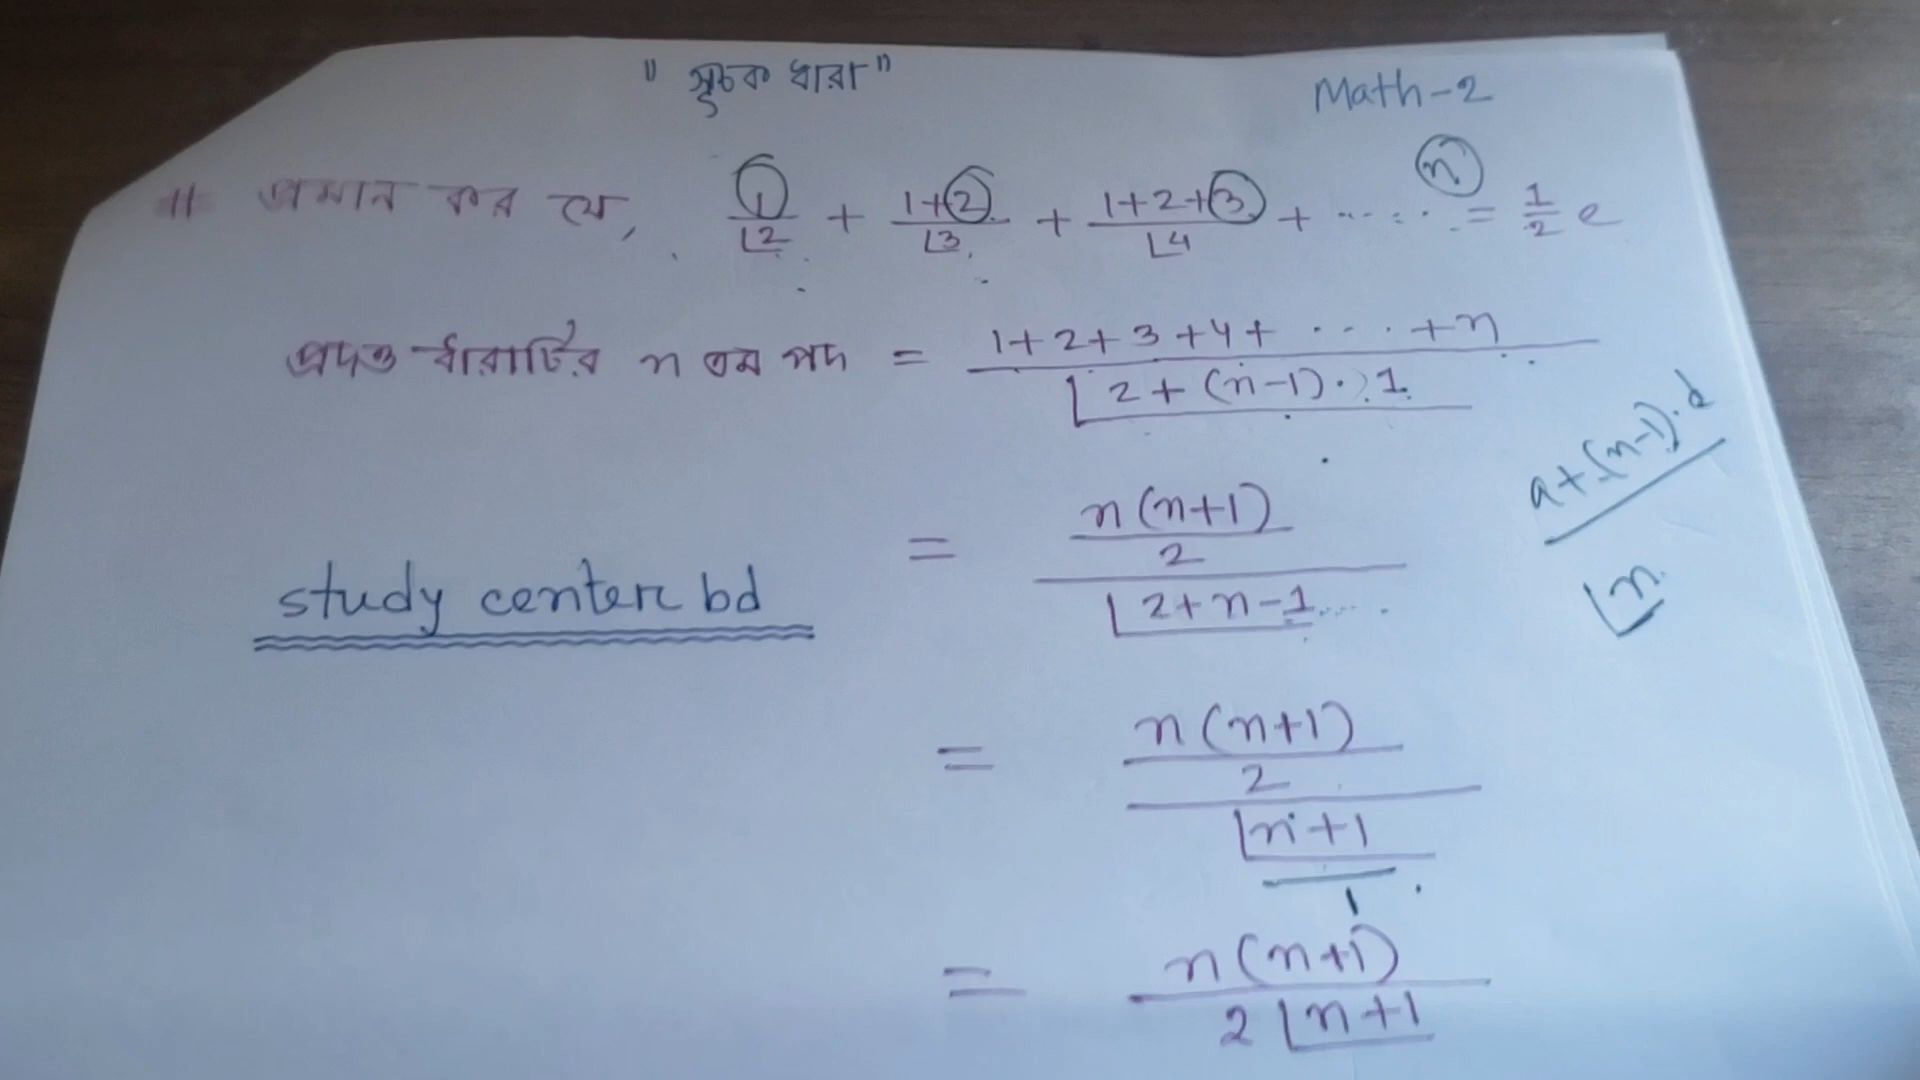 " সূচক ধারা"
Math-2
# প্রমান কর যে, 1/⌊2 + 1+2/⌊3 + 1+2+3/⌊4 + ..... n = 1/2 e
প্রদত্ত ধারাটির n তম পদ = 1+2+3+4+ .... +n / ⌊2+(n-1)·1
a+(n-1)·d / ⌊n
= n(n+1)/2 / ⌊2+n-1
study center bd
= n(n+1)/2 / ⌊n+1 / 1
= n(n+1) / 2⌊n+1